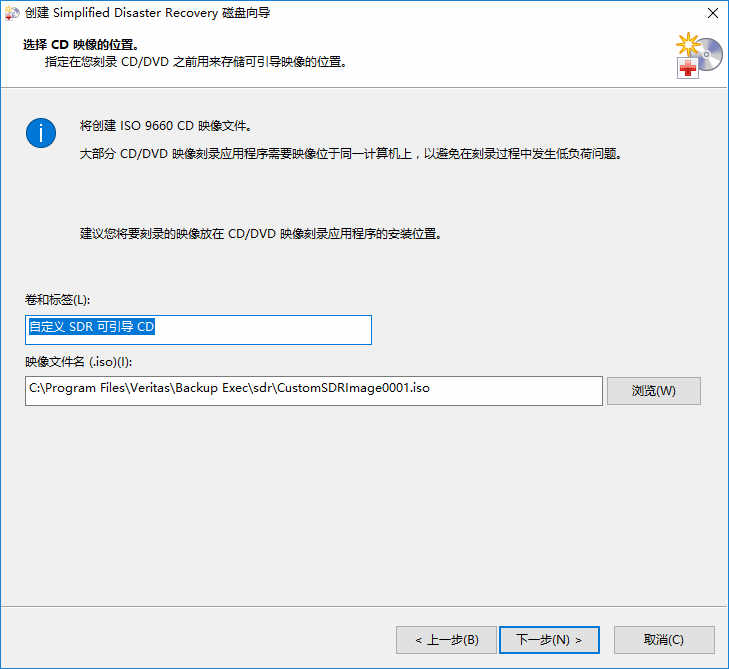 创建 Simplified Disaster Recovery 磁盘向导
选择 CD 映像的位置。
指定在您刻录 CD/DVD 之前用来存储可引导映像的位置。
将创建 ISO 9660 CD 映像文件。
大部分 CD/DVD 映像刻录应用程序需要映像位于同一计算机上，以避免在刻录过程中发生低负荷问题。
建议您将要刻录的映像放在 CD/DVD 映像刻录应用程序的安装位置。
卷和标签(L):
自定义 SDR 可引导 CD
映像文件名 (.iso)(I):
C:\Program Files\Veritas\Backup Exec\sdr\CustomSDRImage0001.iso
浏览(W)
< 上一步(B)
下一步(N) >
取消(C)